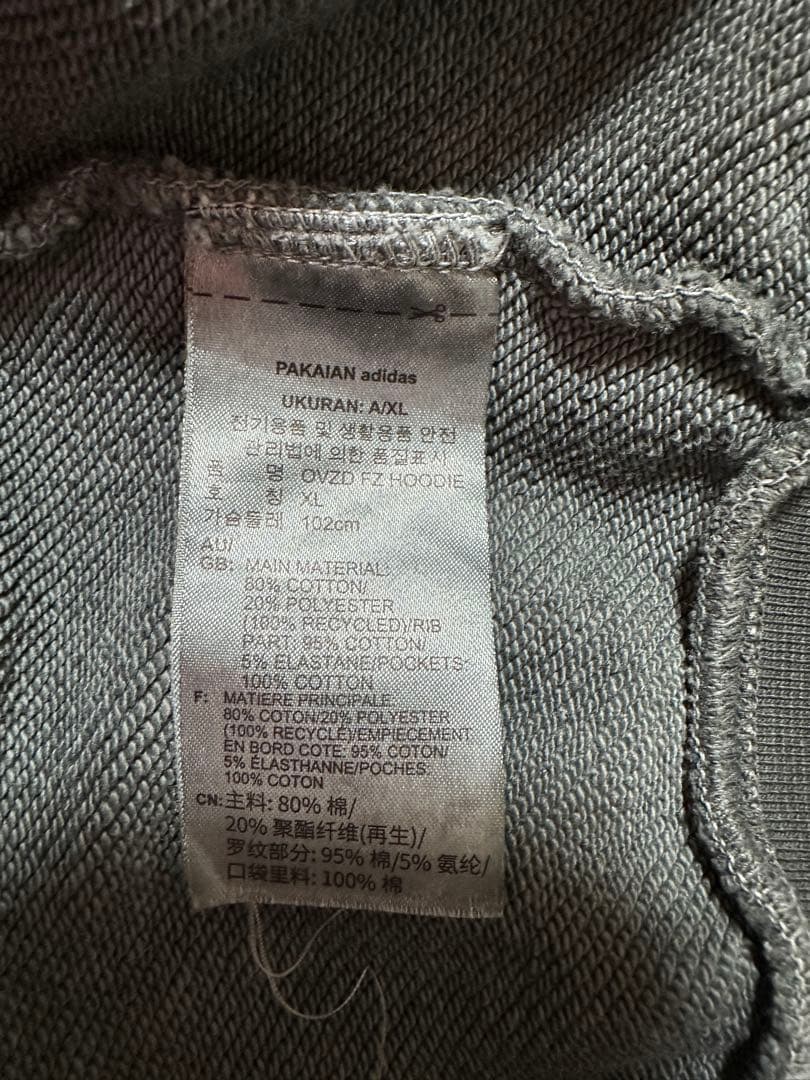 PAKAIAN adidas
UKURAN: A/XL
전기용품 및 생활용품 안전
관리법에 의한 품질표시
품 명 OVZD FZ HOODIE
호 칭 XL
가슴둘레 102cm
AU/
GB: MAIN MATERIAL:
80% COTTON/
20% POLYESTER
(100% RECYCLED)/RIB
PART: 95% COTTON/
5% ELASTANE/POCKETS:
100% COTTON
F: MATIERE PRINCIPALE:
80% COTON/20% POLYESTER
(100% RECYCLÉ)/EMPIECEMENT
EN BORD COTE: 95% COTON/
5% ÉLASTHANNE/POCHES:
100% COTON
CN: 主料: 80% 棉/
20% 聚酯纤维(再生)/
罗纹部分: 95% 棉/5% 氨纶/
口袋里料: 100% 棉